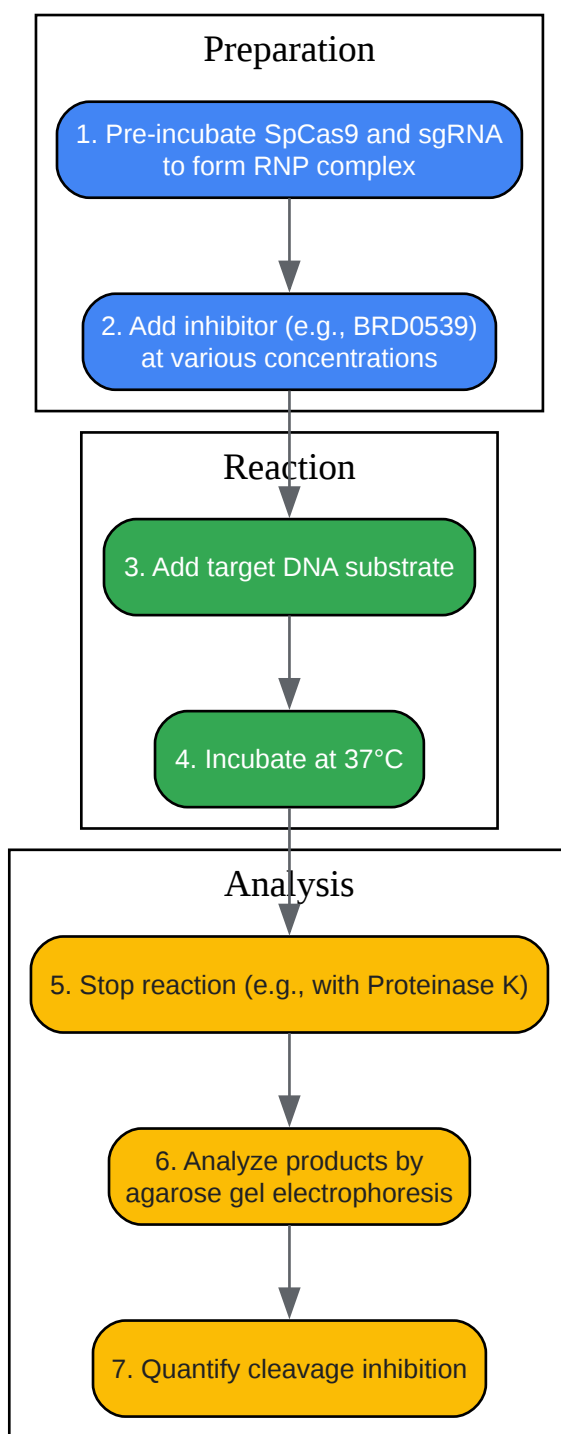 Preparation
1. Pre-incubate SpCas9 and sgRNA
to form RNP complex
2. Add inhibitor (e.g., BRD0539)
at various concentrations
Reaction
3. Add target DNA substrate
4. Incubate at 37°C
Analysis
5. Stop reaction (e.g., with Proteinase K)
6. Analyze products by
agarose gel electrophoresis
7. Quantify cleavage inhibition